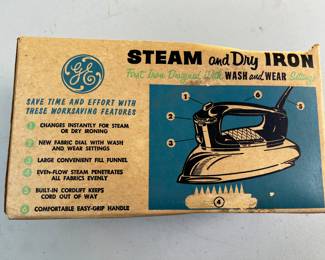 GE
STEAM and Dry IRON
First Iron Designed With WASH and WEAR Settings!
SAVE TIME AND EFFORT WITH
THESE WORKSAVING FEATURES
1 CHANGES INSTANTLY FOR STEAM
OR DRY IRONING
2 NEW FABRIC DIAL WITH WASH
AND WEAR SETTINGS
3 LARGE CONVENIENT FILL FUNNEL
4 EVEN-FLOW STEAM PENETRATES
ALL FABRICS EVENLY
5 BUILT-IN CORDLIFT KEEPS
CORD OUT OF WAY
6 COMFORTABLE EASY-GRIP HANDLE
1
2
3
4
5
6